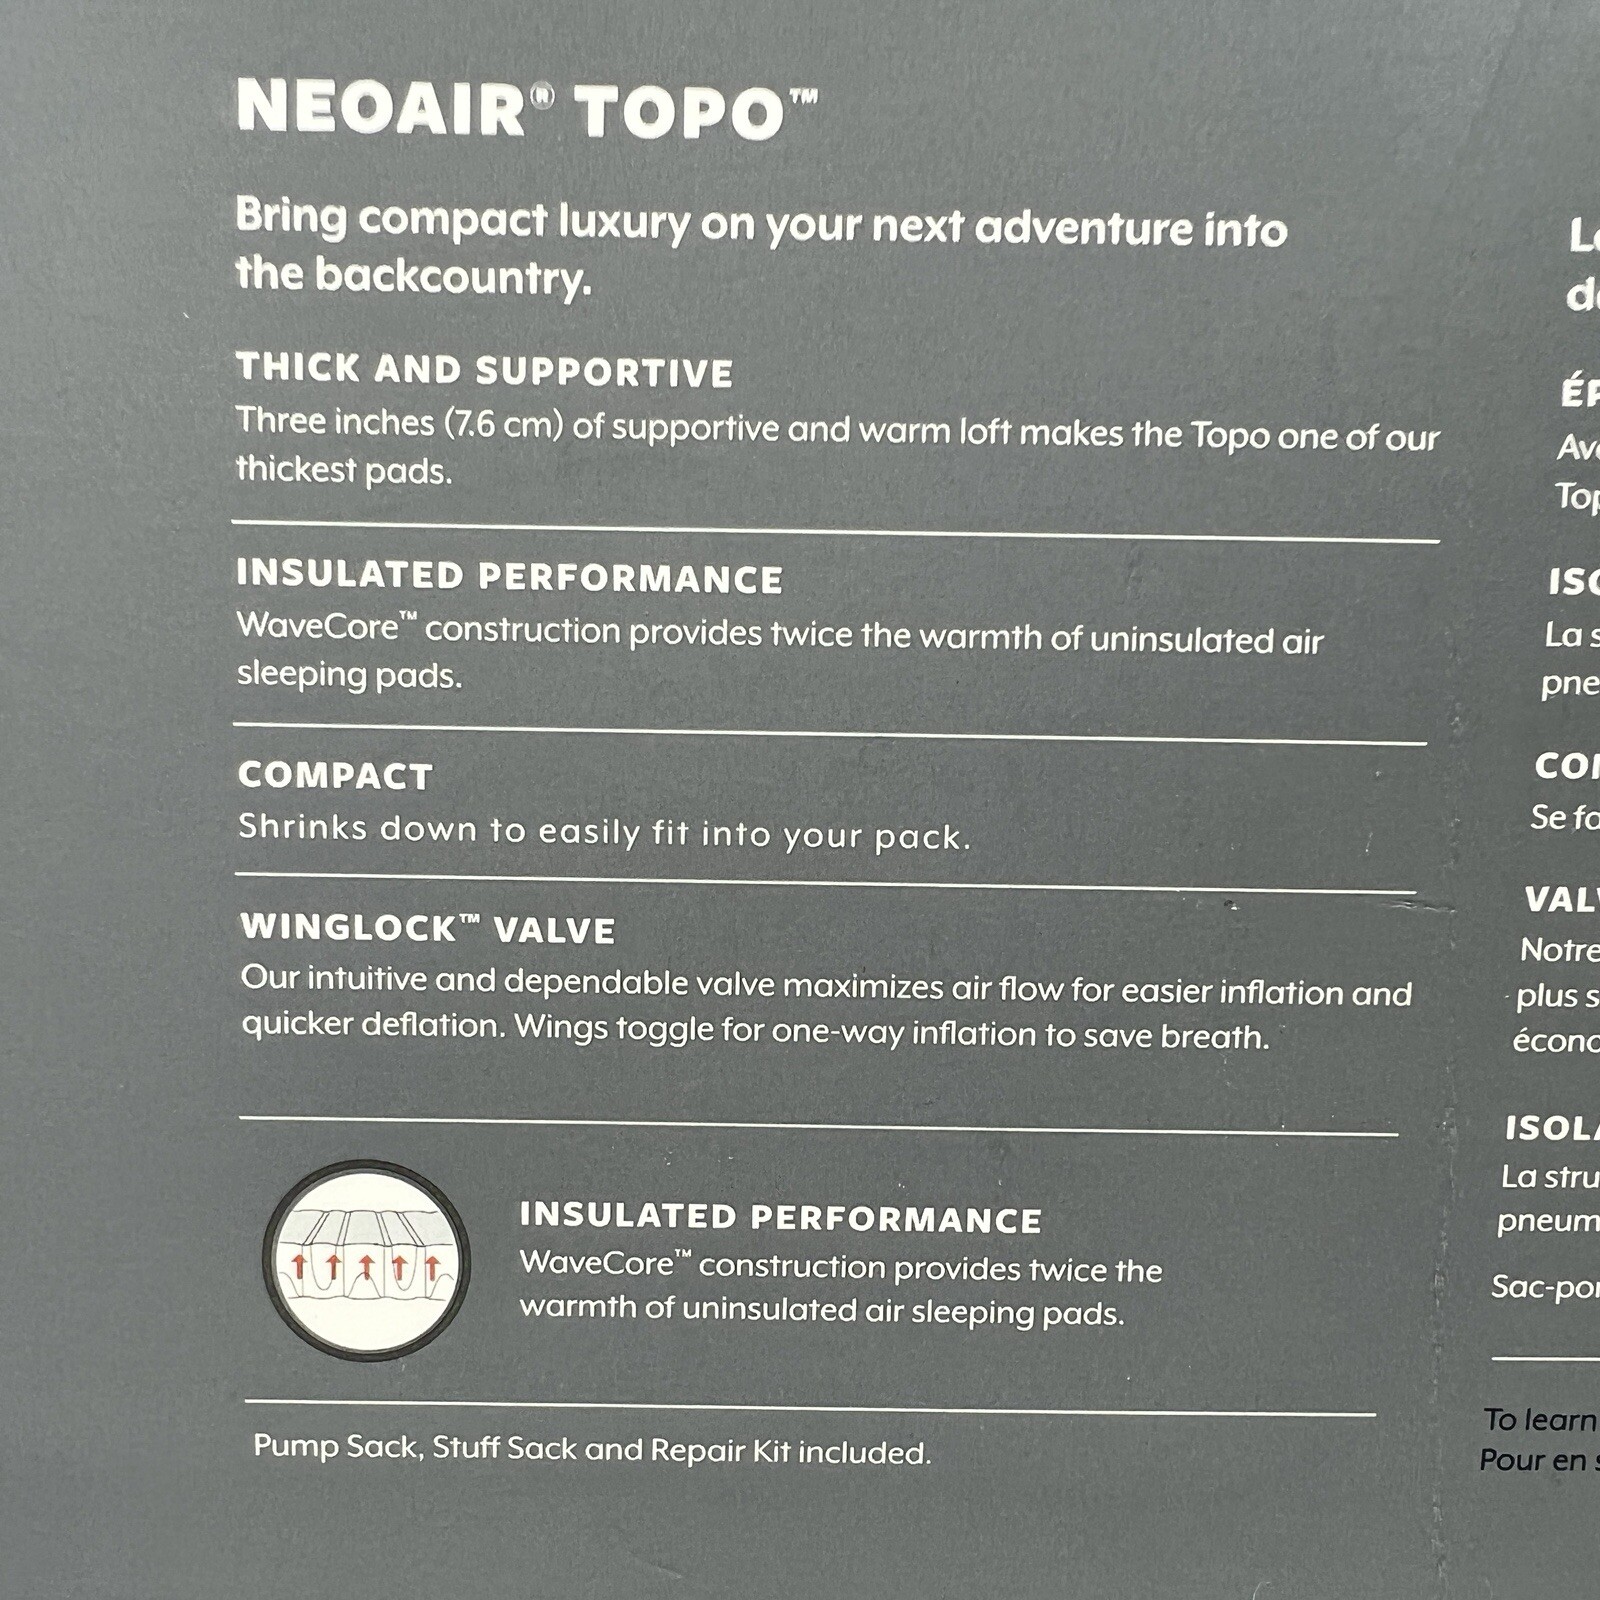 NEOAIR® TOPO™
Bring compact luxury on your next adventure into
the backcountry.
THICK AND SUPPORTIVE
Three inches (7.6 cm) of supportive and warm loft makes the Topo one of our
thickest pads.
INSULATED PERFORMANCE
WaveCore™ construction provides twice the warmth of uninsulated air
sleeping pads.
COMPACT
Shrinks down to easily fit into your pack.
WINGLOCK™ VALVE
Our intuitive and dependable valve maximizes air flow for easier inflation and
quicker deflation. Wings toggle for one-way inflation to save breath.
INSULATED PERFORMANCE
WaveCore™ construction provides twice the
warmth of uninsulated air sleeping pads.
Pump Sack, Stuff Sack and Repair Kit included.
La
Se
Notre
plus
La
To learn
Pour en